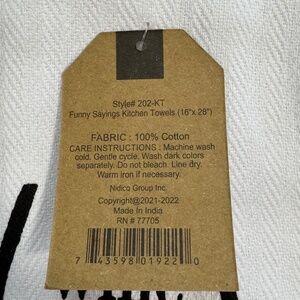 Style# 202-KT
Funny Sayings Kitchen Towels (16"x 28")
FABRIC : 100% Cotton
CARE INSTRUCTIONS : Machine wash
cold. Gentle cycle. Wash dark colors
separately. Do not bleach. Line dry.
Warm iron if necessary.
Nidico Group Inc.
Copyright@2021-2022
Made In India
RN # 77705
7 43598 01922 0